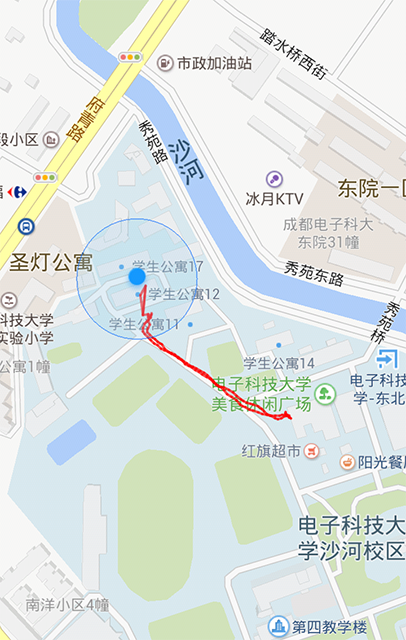 踏水桥西街
市政加油站
府青路
秀苑路
沙河
段小区
冰月KTV
东院一区
成都电子科大
东院31幢
圣灯公寓
学生公寓17
学生公寓12
秀苑东路
秀苑桥
科技大学
实验小学
公寓1幢
学生公寓11
学生公寓14
电子科技大学
美食休闲广场
电子科技
学-东北
红旗超市
阳光餐厅
电子科技大
学沙河校区
南洋小区4幢
第四教学楼